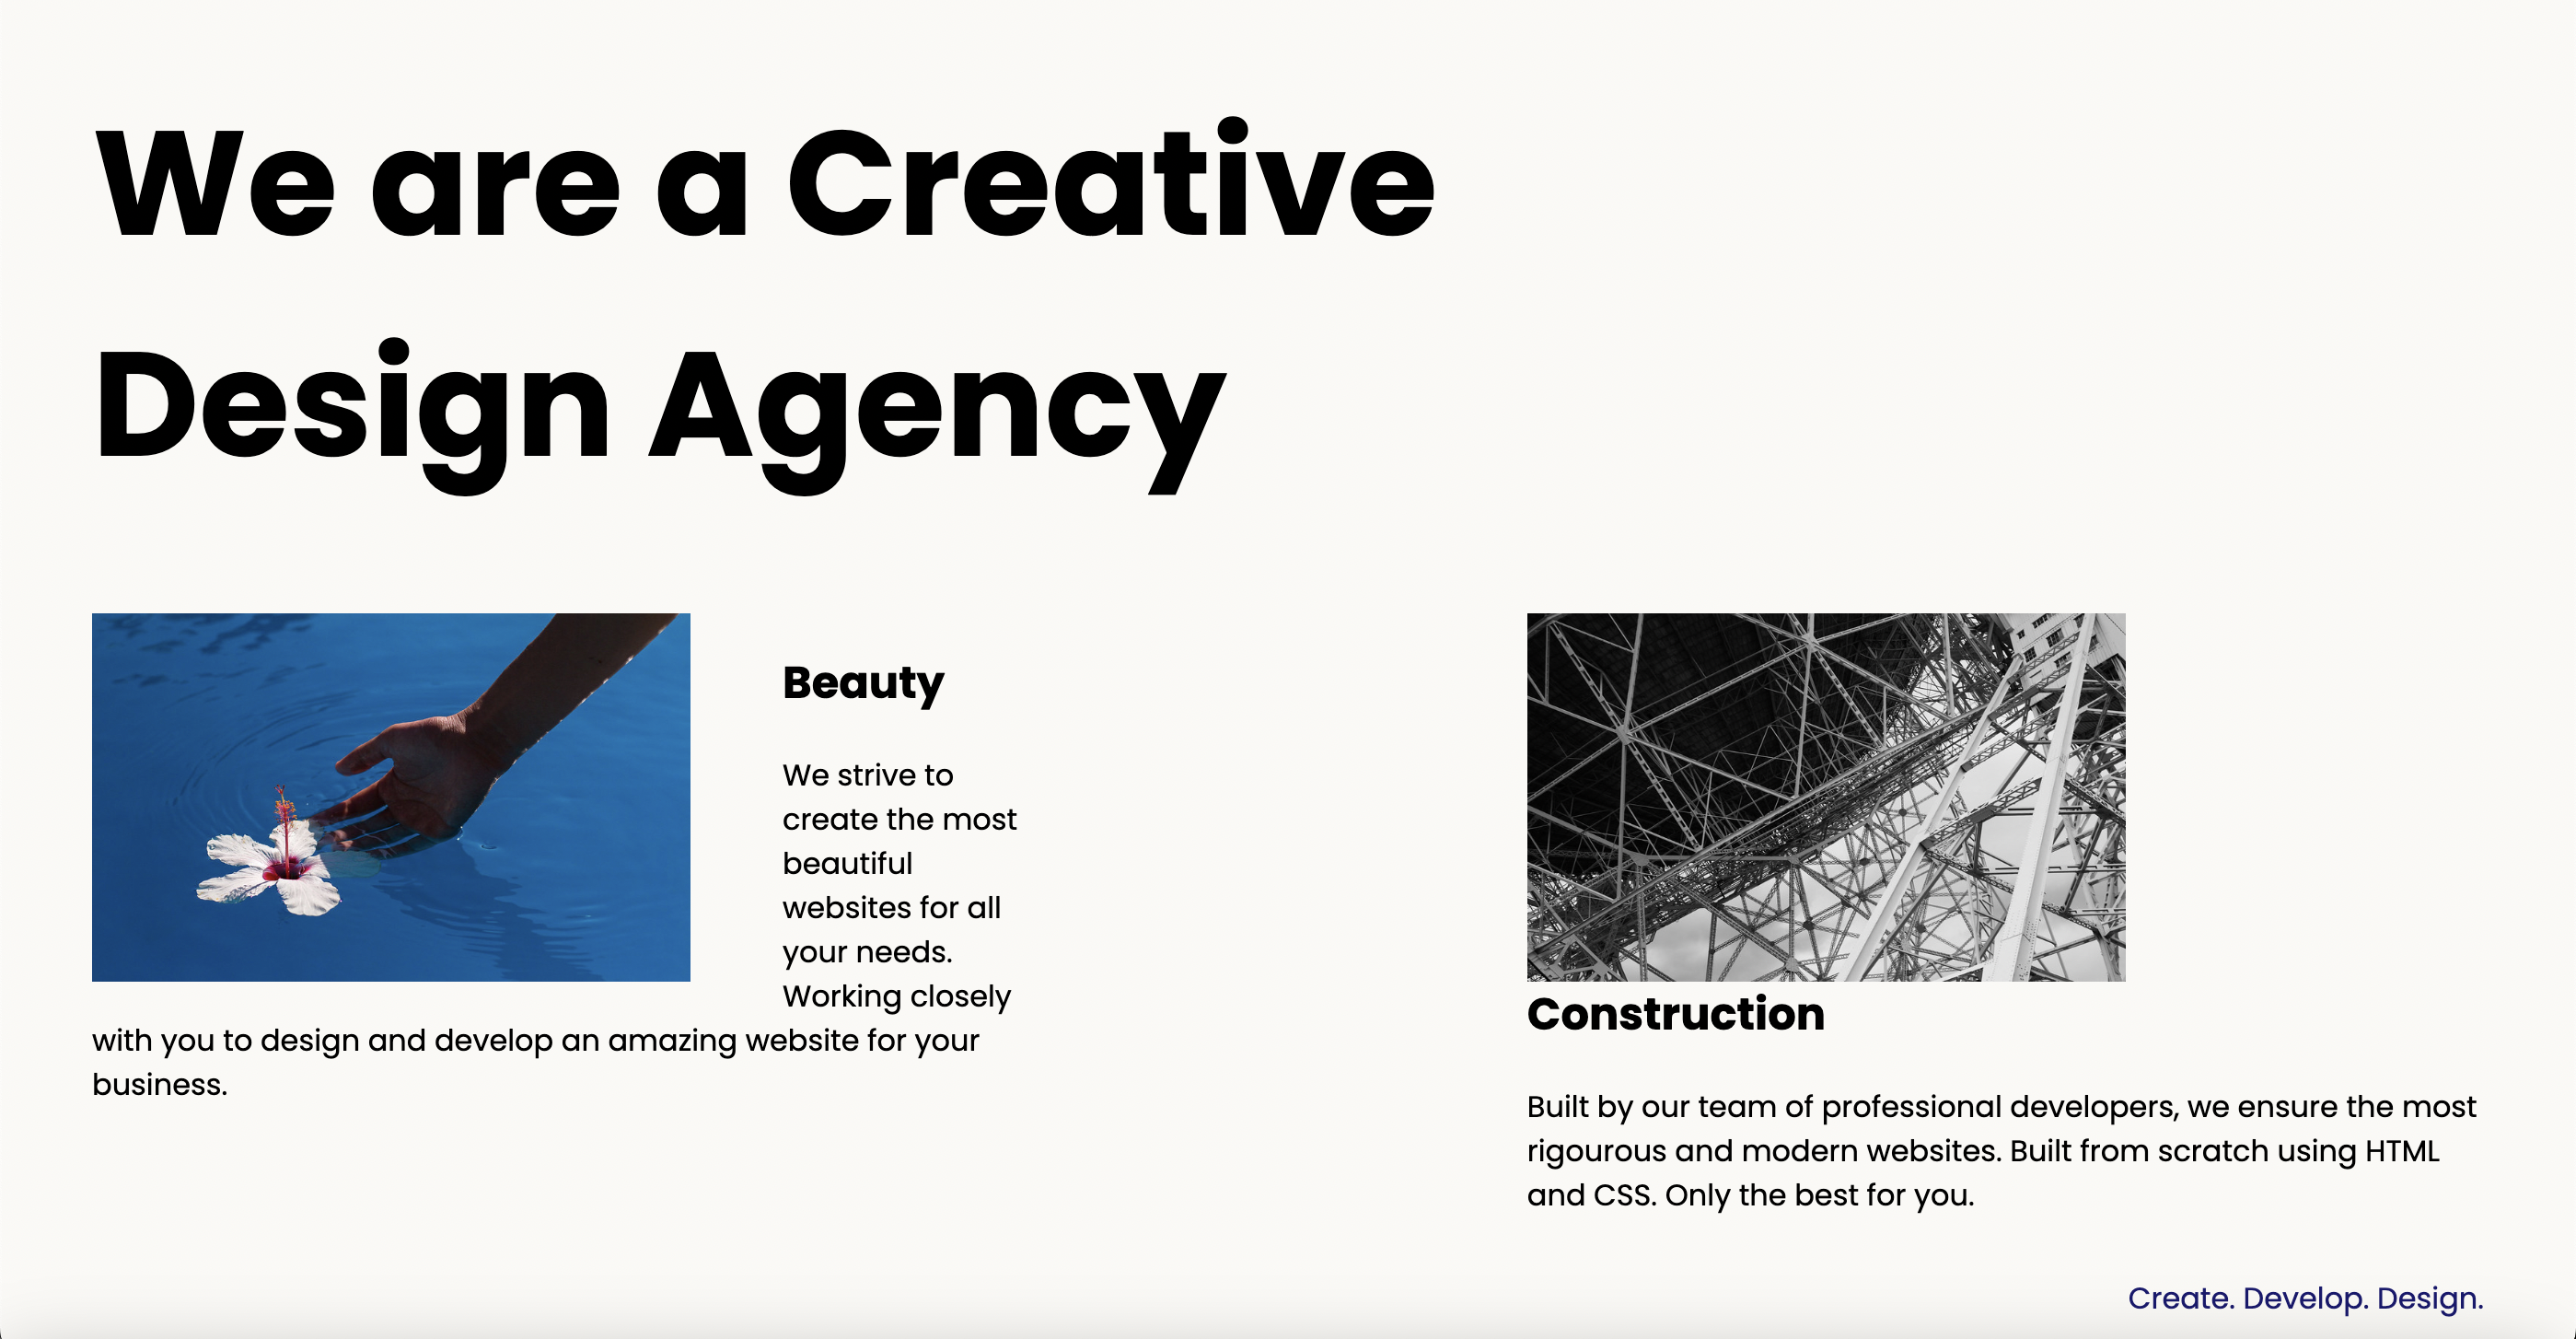 We are a Creative
Design Agency
Beauty
We strive to
create the most
beautiful
websites for all
your needs.
Working closely
with you to design and develop an amazing website for your
business.
Construction
Built by our team of professional developers, we ensure the most
rigourous and modern websites. Built from scratch using HTML
and CSS. Only the best for you.
Create. Develop. Design.